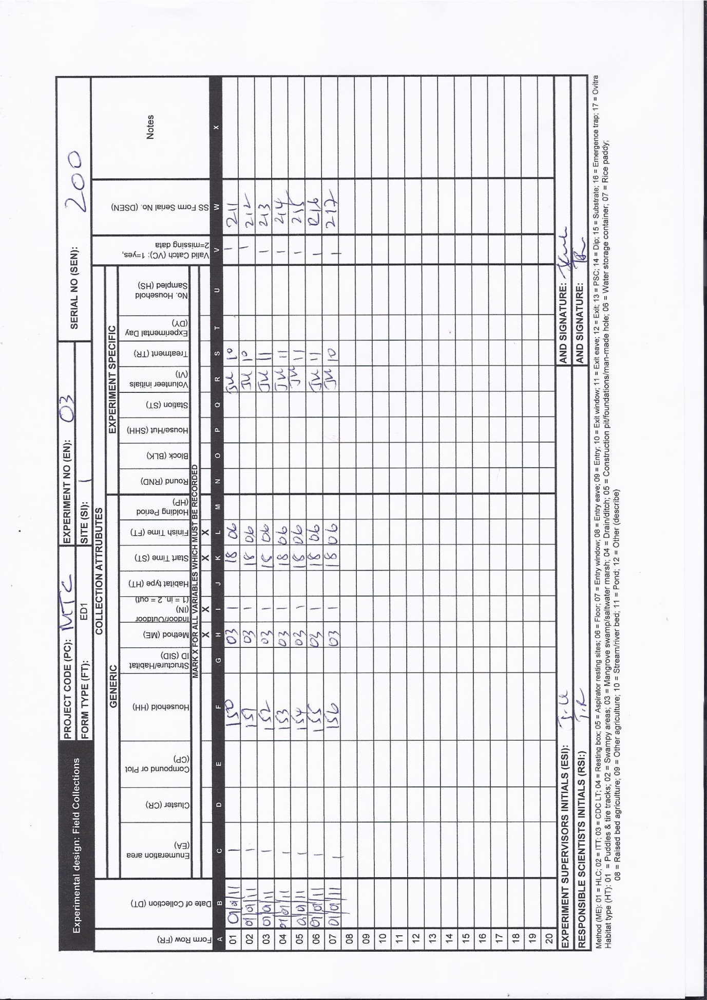 Experimental design: Field Collections
PROJECT CODE (PC): MTC
EXPERIMENT NO (EN): 03
SERIAL NO (SEN): 200
FORM TYPE (FT): ED1
SITE (SI): 1
COLLECTION ATTRUBUTES
GENERIC
EXPERIMENT SPECIFIC
Form Row (FR)
Date of Collection (DT)
Enumeration area (EA)
Cluster (CR)
Compound or Plot (CP)
Household (HH)
Structure/Habitat ID (SID)
Method (ME)
Indoor/Outdoor (IN) (1 = in, 2 = out)
Habitat type (HT)
Start Time (ST)
Finish Time (FT)
Holding Period (HP)
Round (RND)
Block (BLK)
House/Hut (SHH)
Station (ST)
Volunteer initials (VI)
Treatment (TR)
Experimental Day (DY)
No. Household Sampled (HS)
Valid Catch (VC): 1=yes, 2=missing data
SS Form Serial No. (DSEN)
Notes
MARK X FOR ALL VARIABLES WHICH MUST BE RECORDED
X X X X
A B C D E F G H I J K L M N O P Q R S T U V W X
01 01/9/11 1 150 03 1 18 06 JU 10 1 211
02 01/9/11 1 151 03 1 18 06 JU 10 1 212
03 01/9/11 1 152 03 1 18 06 JU 11 1 213
04 01/9/11 1 153 03 1 18 06 JU 11 1 214
05 01/9/11 1 154 03 1 18 06 JU 11 1 215
06 01/9/11 1 155 03 1 18 06 JU 11 1 216
07 01/9/11 1 156 03 1 18 06 JU 10 1 217
08
09
10
11
12
13
14
15
16
17
18
19
20
EXPERIMENT SUPERVISORS INITIALS (ESI): J.U AND SIGNATURE:
RESPONSIBLE SCIENTISTS INITIALS (RSI:) T.R AND SIGNATURE:
Method (ME): 01 = HLC; 02 = ITT; 03 = CDC LT; 04 = Resting box; 05 = Aspirator resting sites; 06 = Floor; 07 = Entry window; 08 = Entry eave; 09 = Entry; 10 = Exit window; 11 = Exit eave; 12 = Exit; 13 = PSC; 14 = Dip; 15 = Substrate; 16 = Emergence trap; 17 = Ovitra
Habitat type (HT): 01 = Puddles & tire tracks; 02 = Swampy areas; 03 = Mangrove swamp/saltwater marsh; 04 = Drain/ditch; 05 = Construction pit/foundations/man-made hole; 06 = Water storage container; 07 = Rice paddy;
08 = Raised bed agriculture; 09 = Other agriculture; 10 = Stream/river bed; 11 = Pond; 12 = Other (describe)